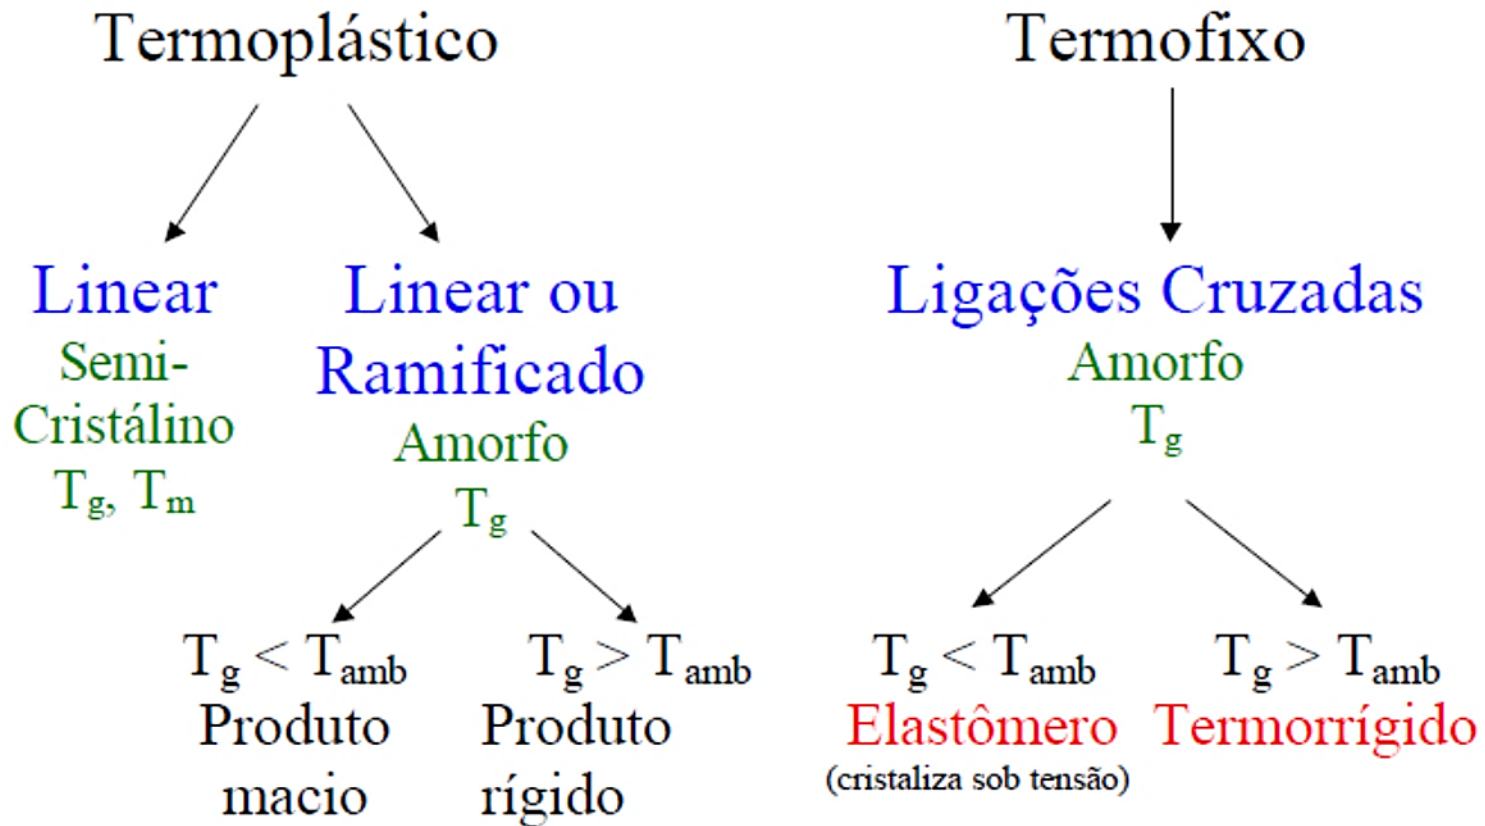 Termoplástico
Linear
Semi-
Cristálino
Tg, Tm
Linear ou
Ramificado
Amorfo
Tg
Tg < Tamb
Produto
macio
Tg > Tamb
Produto
rígido
Termofixo
Ligações Cruzadas
Amorfo
Tg
Tg < Tamb
Elastômero
(cristaliza sob tensão)
Tg > Tamb
Termorrígido